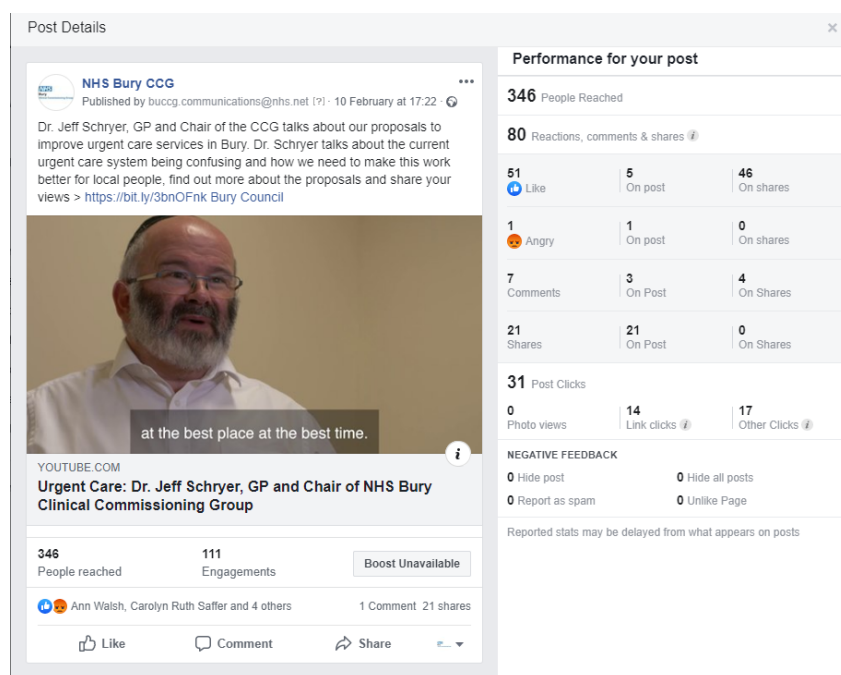 Post Details
×
NHS Bury CCG
Published by buccg.communications@nhs.net [?] · 10 February at 17:22 ·
Dr. Jeff Schryer, GP and Chair of the CCG talks about our proposals to
improve urgent care services in Bury. Dr. Schryer talks about the current
urgent care system being confusing and how we need to make this work
better for local people, find out more about the proposals and share your
views > https://bit.ly/3bnOFnk Bury Council
at the best place at the best time.
i
YOUTUBE.COM
Urgent Care: Dr. Jeff Schryer, GP and Chair of NHS Bury
Clinical Commissioning Group
346 111
People reached Engagements
Boost Unavailable
Ann Walsh, Carolyn Ruth Saffer and 4 others 1 Comment 21 shares
Like Comment Share
Performance for your post
346 People Reached
80 Reactions, comments & shares i
51 5 46
Like On post On shares
1 1 0
Angry On post On shares
7 3 4
Comments On Post On Shares
21 21 0
Shares On Post On Shares
31 Post Clicks
0 14 17
Photo views Link clicks i Other Clicks i
NEGATIVE FEEDBACK
0 Hide post 0 Hide all posts
0 Report as spam 0 Unlike Page
Reported stats may be delayed from what appears on posts